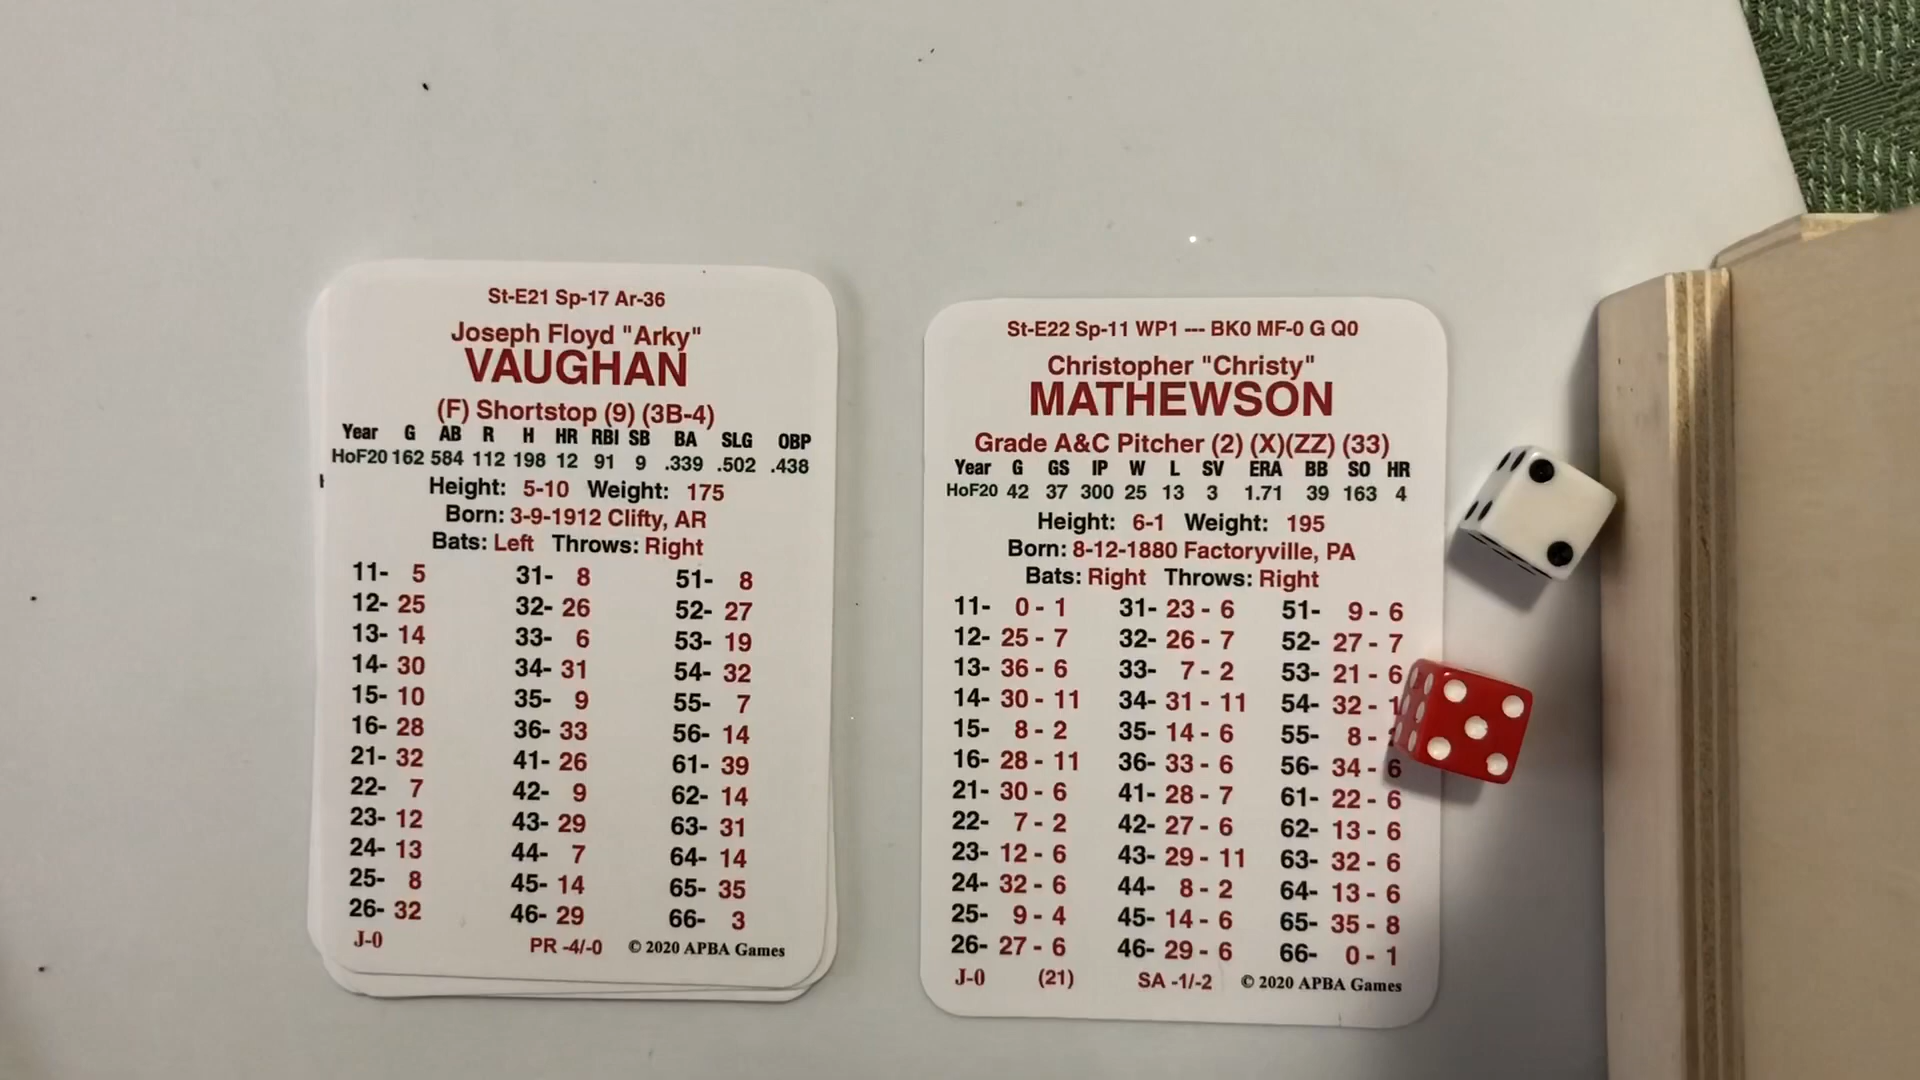 St-E21 Sp-17 Ar-36
Joseph Floyd "Arky"
VAUGHAN
(F) Shortstop (9) (3B-4)
Year G AB R H HR RBI SB BA SLG OBP
HoF20 162 584 112 198 12 91 9 .339 .502 .438
Height: 5-10 Weight: 175
Born: 3-9-1912 Clifty, AR
Bats: Left Throws: Right
11- 5 31- 8 51- 8
12- 25 32- 26 52- 27
13- 14 33- 6 53- 19
14- 30 34- 31 54- 32
15- 10 35- 9 55- 7
16- 28 36- 33 56- 14
21- 32 41- 26 61- 39
22- 7 42- 9 62- 14
23- 12 43- 29 63- 31
24- 13 44- 7 64- 14
25- 8 45- 14 65- 35
26- 32 46- 29 66- 3
J-0 PR -4/-0 © 2020 APBA Games
St-E22 Sp-11 WP1 --- BK0 MF-0 G Q0
Christopher "Christy"
MATHEWSON
Grade A&C Pitcher (2) (X)(ZZ) (33)
Year G GS IP W L SV ERA BB SO HR
HoF20 42 37 300 25 13 3 1.71 39 163 4
Height: 6-1 Weight: 195
Born: 8-12-1880 Factoryville, PA
Bats: Right Throws: Right
11- 0 - 1 31- 23 - 6 51- 9 - 6
12- 25 - 7 32- 26 - 7 52- 27 - 7
13- 36 - 6 33- 7 - 2 53- 21 - 6
14- 30 - 11 34- 31 - 11 54- 32 -
15- 8 - 2 35- 14 - 6 55- 8 -
16- 28 - 11 36- 33 - 6 56- 34 - 6
21- 30 - 6 41- 28 - 7 61- 22 - 6
22- 7 - 2 42- 27 - 6 62- 13 - 6
23- 12 - 6 43- 29 - 11 63- 32 - 6
24- 32 - 6 44- 8 - 2 64- 13 - 6
25- 9 - 4 45- 14 - 6 65- 35 - 8
26- 27 - 6 46- 29 - 6 66- 0 - 1
J-0 (21) SA -1/-2 © 2020 APBA Games